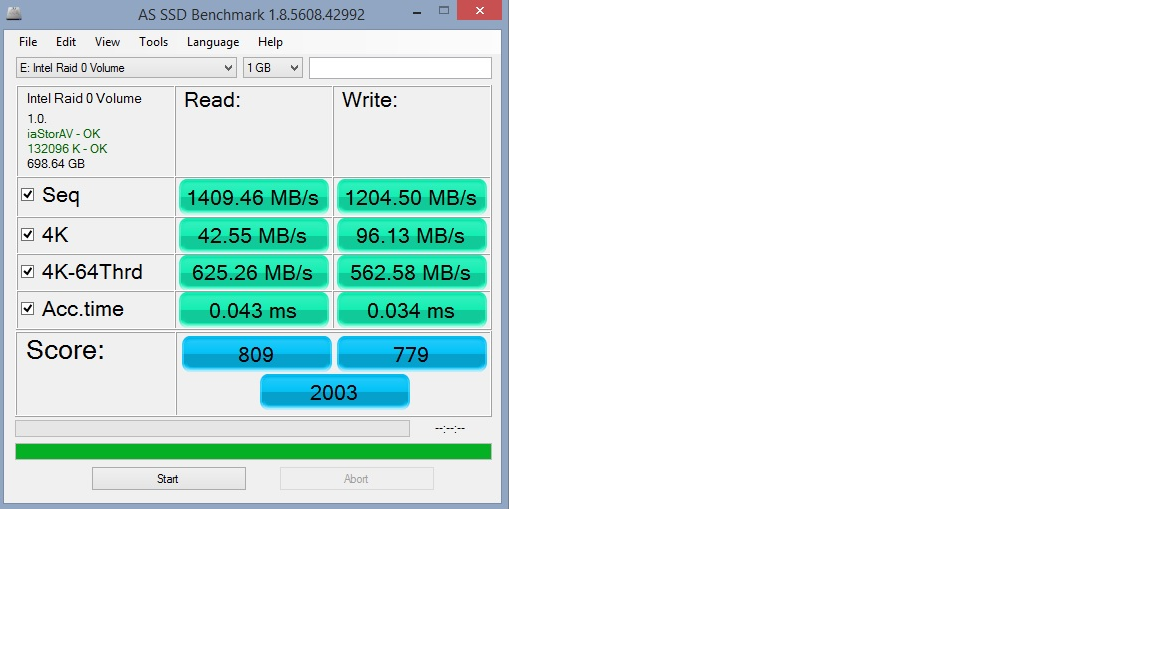 AS SSD Benchmark 1.8.5608.42992
File Edit View Tools Language Help
E: Intel Raid 0 Volume 1 GB
Intel Raid 0 Volume Read: Write:
1.0.
iaStorAV - OK
132096 K - OK
698.64 GB
Seq 1409.46 MB/s 1204.50 MB/s
4K 42.55 MB/s 96.13 MB/s
4K-64Thrd 625.26 MB/s 562.58 MB/s
Acc.time 0.043 ms 0.034 ms
Score: 809 779
2003
--:--:--
Start Abort